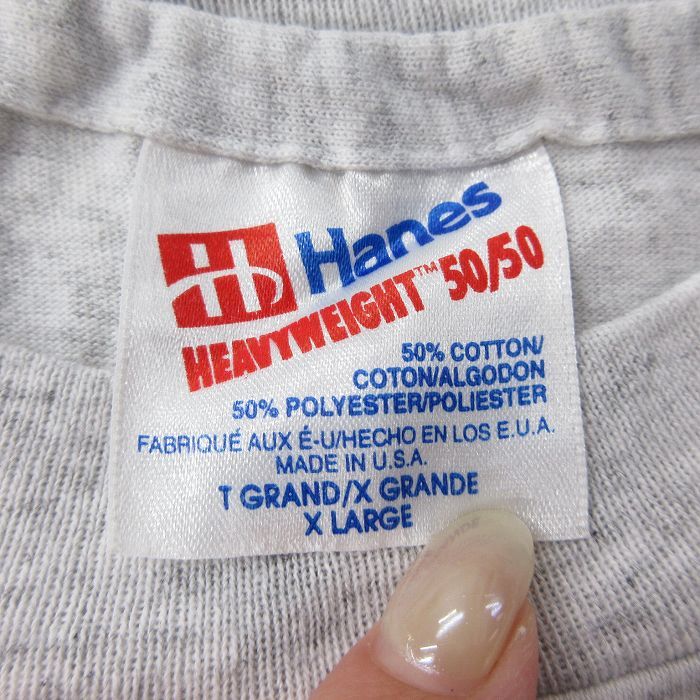 Hanes
HEAVYWEIGHT™ 50/50
50% COTTON/
COTON/ALGODON
50% POLYESTER/POLIESTER
FABRIQUÉ AUX É-U/HECHO EN LOS E.U.A.
MADE IN U.S.A.
T GRAND/X GRANDE
X LARGE